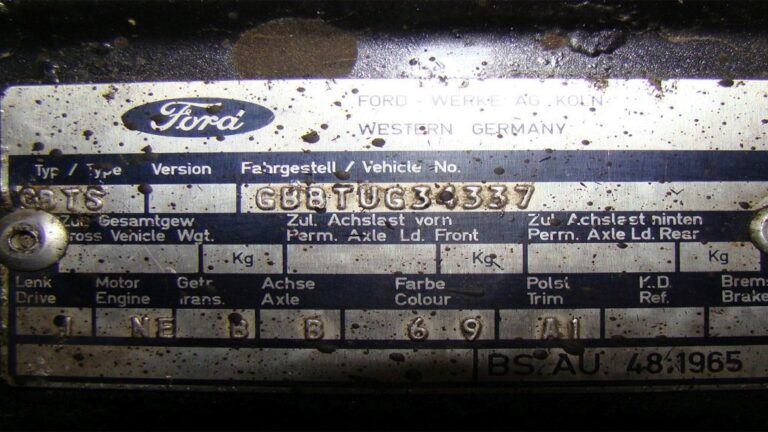 Ford
FORD - WERKE AG KÖLN
WESTERN GERMANY
Typ / Type Version Fahrgestell / Vehicle No.
GBTS GBBTUG34337
Zul. Gesamtgew Zul. Achslast vorn Zul. Achslast hinten
Gross Vehicle Wgt. Perm. Axle Ld. Front Perm. Axle Ld. Rear
Kg Kg Kg
Lenk Motor Getr. Achse Farbe Polst K.D. Brems
Drive Engine Trans. Axle Colour Trim Ref. Brake
1 NE B B 6 9 A1
BS. AU. 48.1965